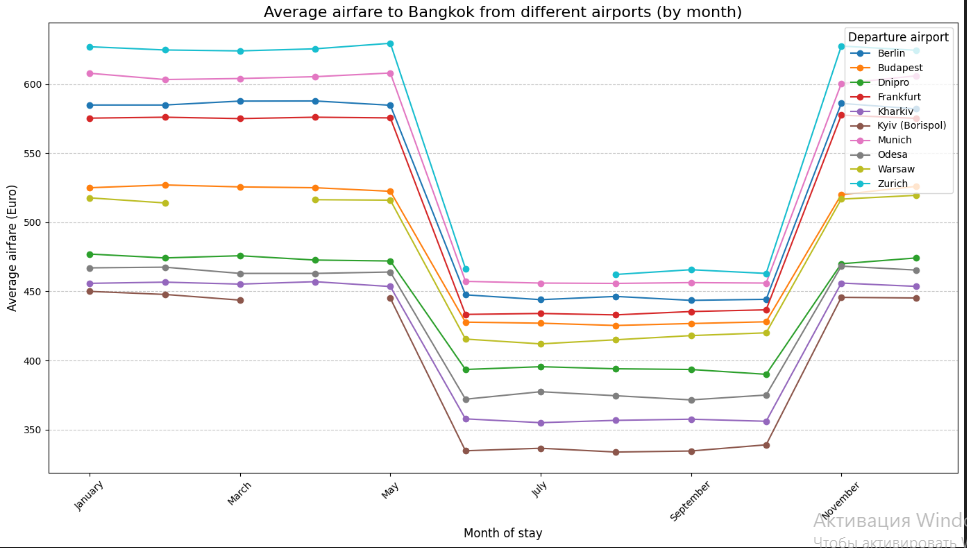 Average airfare to Bangkok from different airports (by month)
Departure airport
Berlin
Budapest
Dnipro
Frankfurt
Kharkiv
Kyiv (Borispol)
Munich
Odesa
Warsaw
Zurich
Average airfare (Euro)
600
550
500
450
400
350
January
March
May
July
September
November
Month of stay
Активация Windo
Чтобы активировать